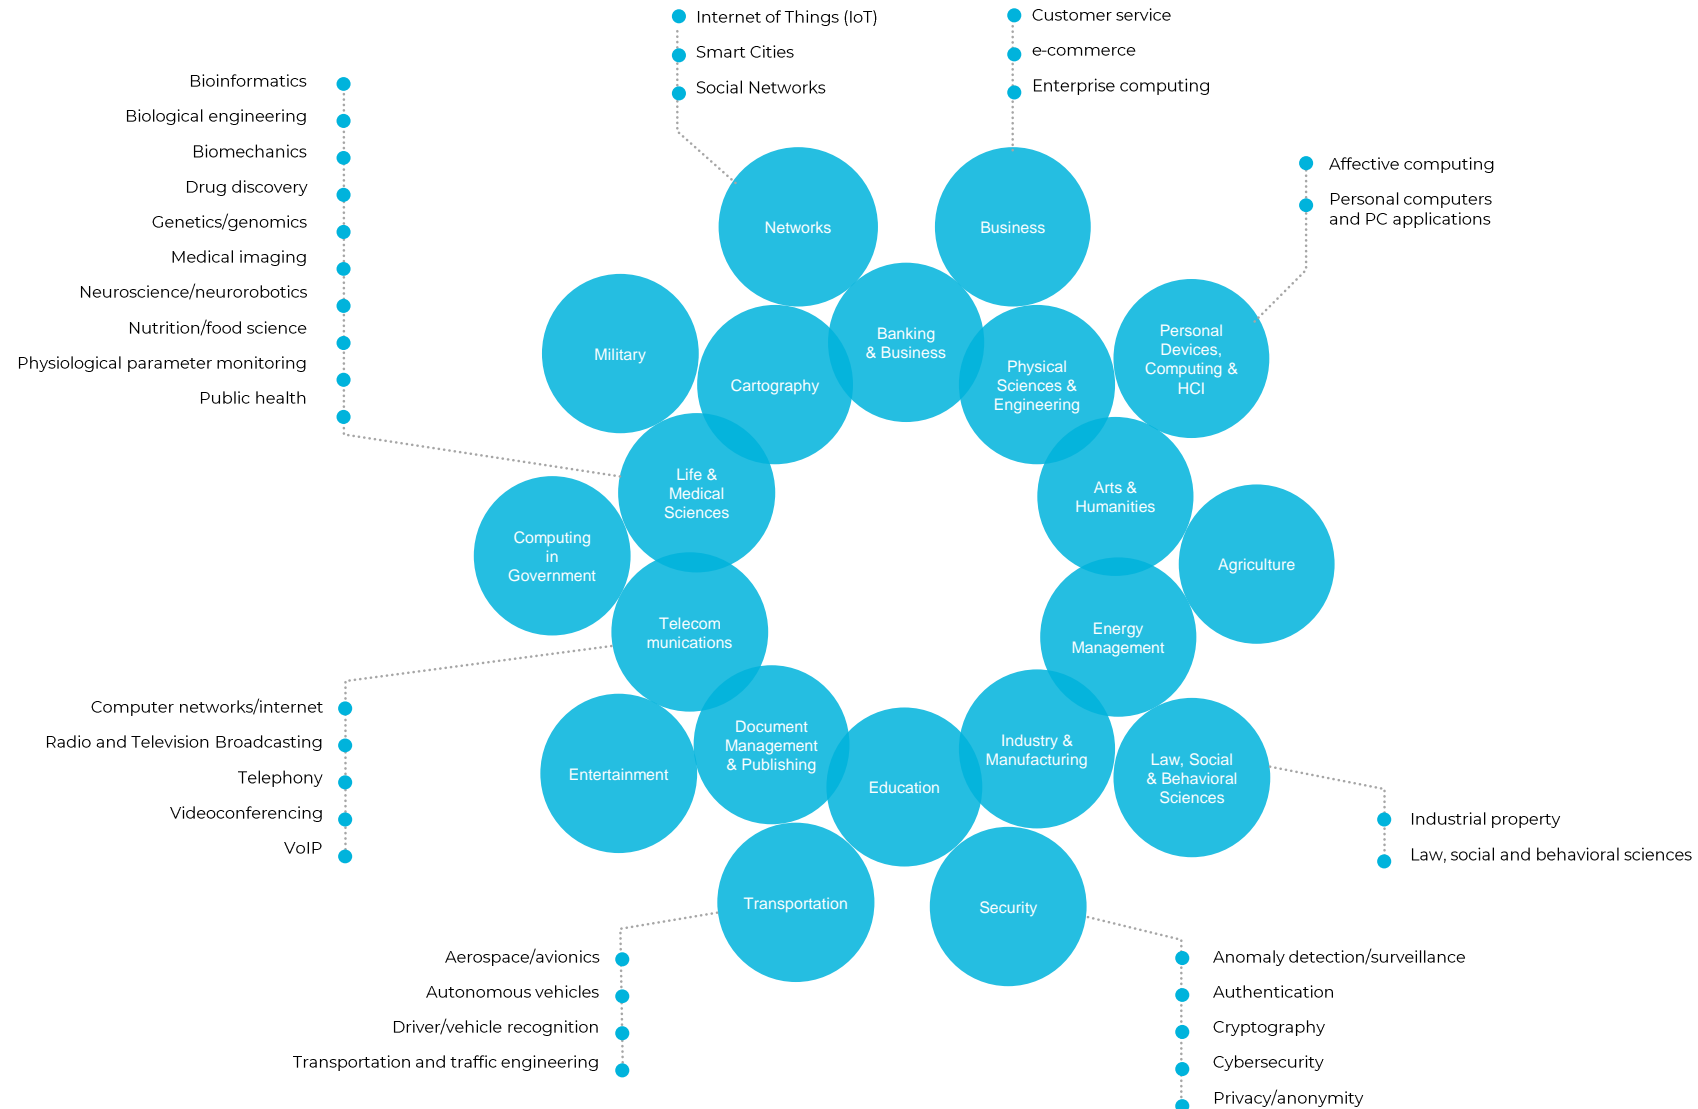 Internet of Things (IoT)
Smart Cities
Social Networks
Customer service
e-commerce
Enterprise computing
Bioinformatics
Biological engineering
Biomechanics
Drug discovery
Genetics/genomics
Medical imaging
Neuroscience/neurorobotics
Nutrition/food science
Physiological parameter monitoring
Public health
Affective computing
Personal computers
and PC applications
Networks
Business
Military
Cartography
Banking
& Business
Physical
Sciences &
Engineering
Personal
Devices,
Computing &
HCI
Life &
Medical
Sciences
Arts &
Humanities
Computing
in
Government
Agriculture
Telecom
munications
Energy
Management
Entertainment
Document
Management
& Publishing
Education
Industry &
Manufacturing
Law, Social
& Behavioral
Sciences
Transportation
Security
Computer networks/internet
Radio and Television Broadcasting
Telephony
Videoconferencing
VoIP
Industrial property
Law, social and behavioral sciences
Aerospace/avionics
Autonomous vehicles
Driver/vehicle recognition
Transportation and traffic engineering
Anomaly detection/surveillance
Authentication
Cryptography
Cybersecurity
Privacy/anonymity